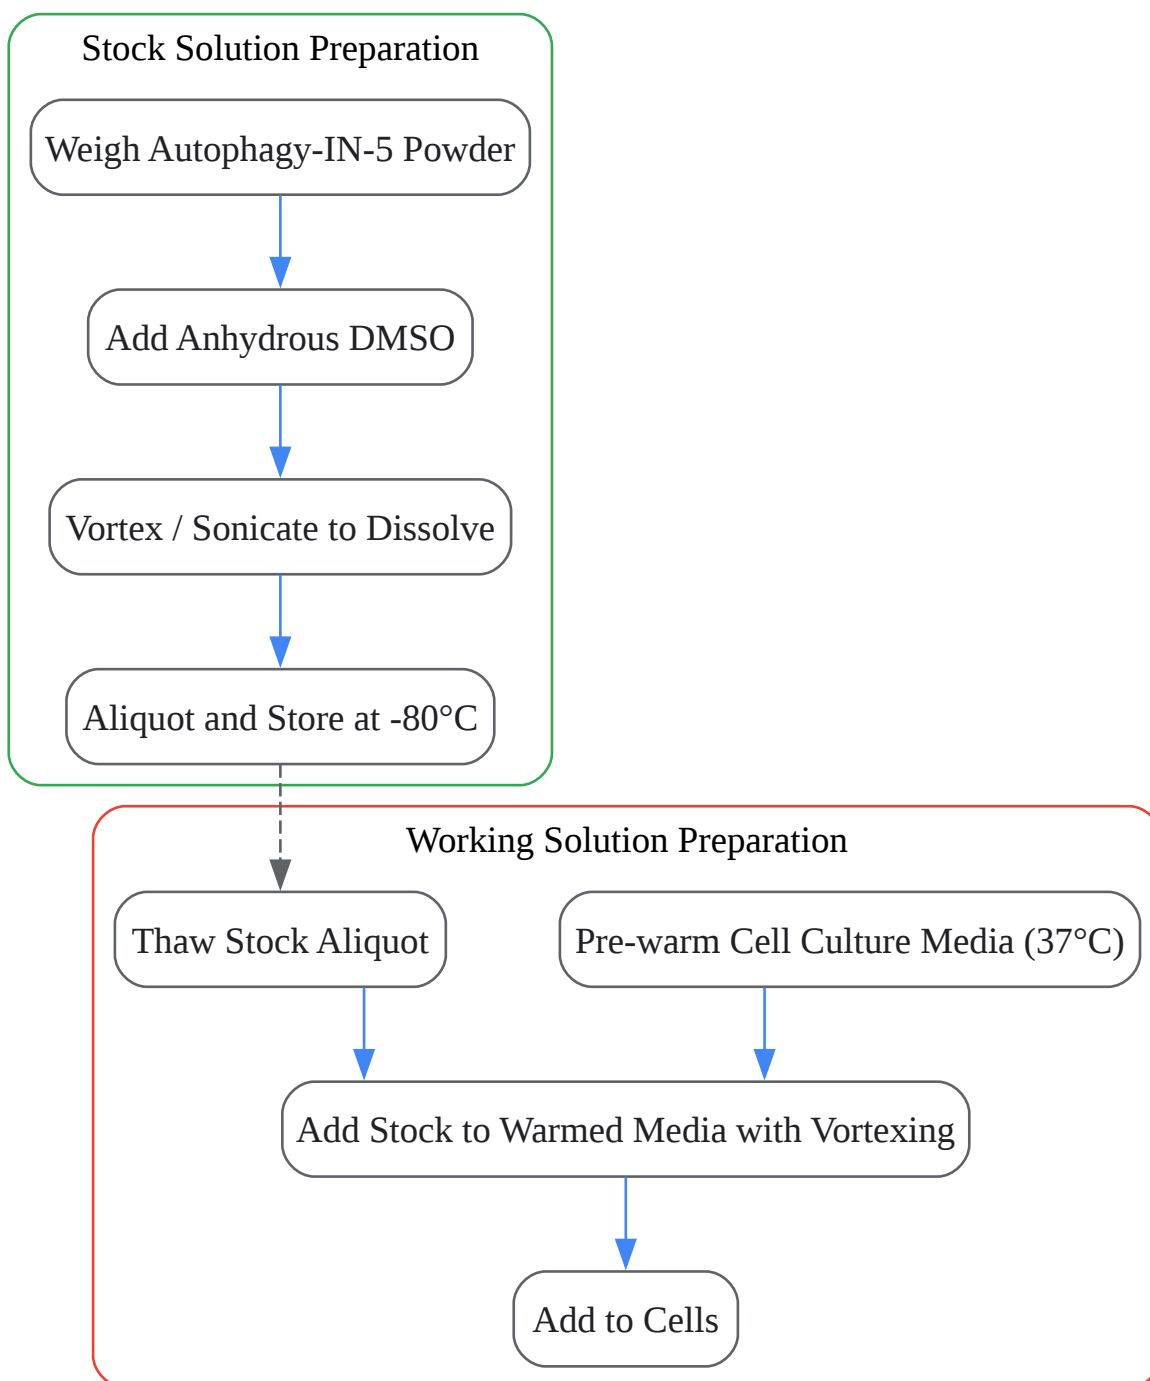 Stock Solution Preparation
Weigh Autophagy-IN-5 Powder
Add Anhydrous DMSO
Vortex / Sonicate to Dissolve
Aliquot and Store at -80°C
Working Solution Preparation
Thaw Stock Aliquot
Pre-warm Cell Culture Media (37°C)
Add Stock to Warmed Media with Vortexing
Add to Cells